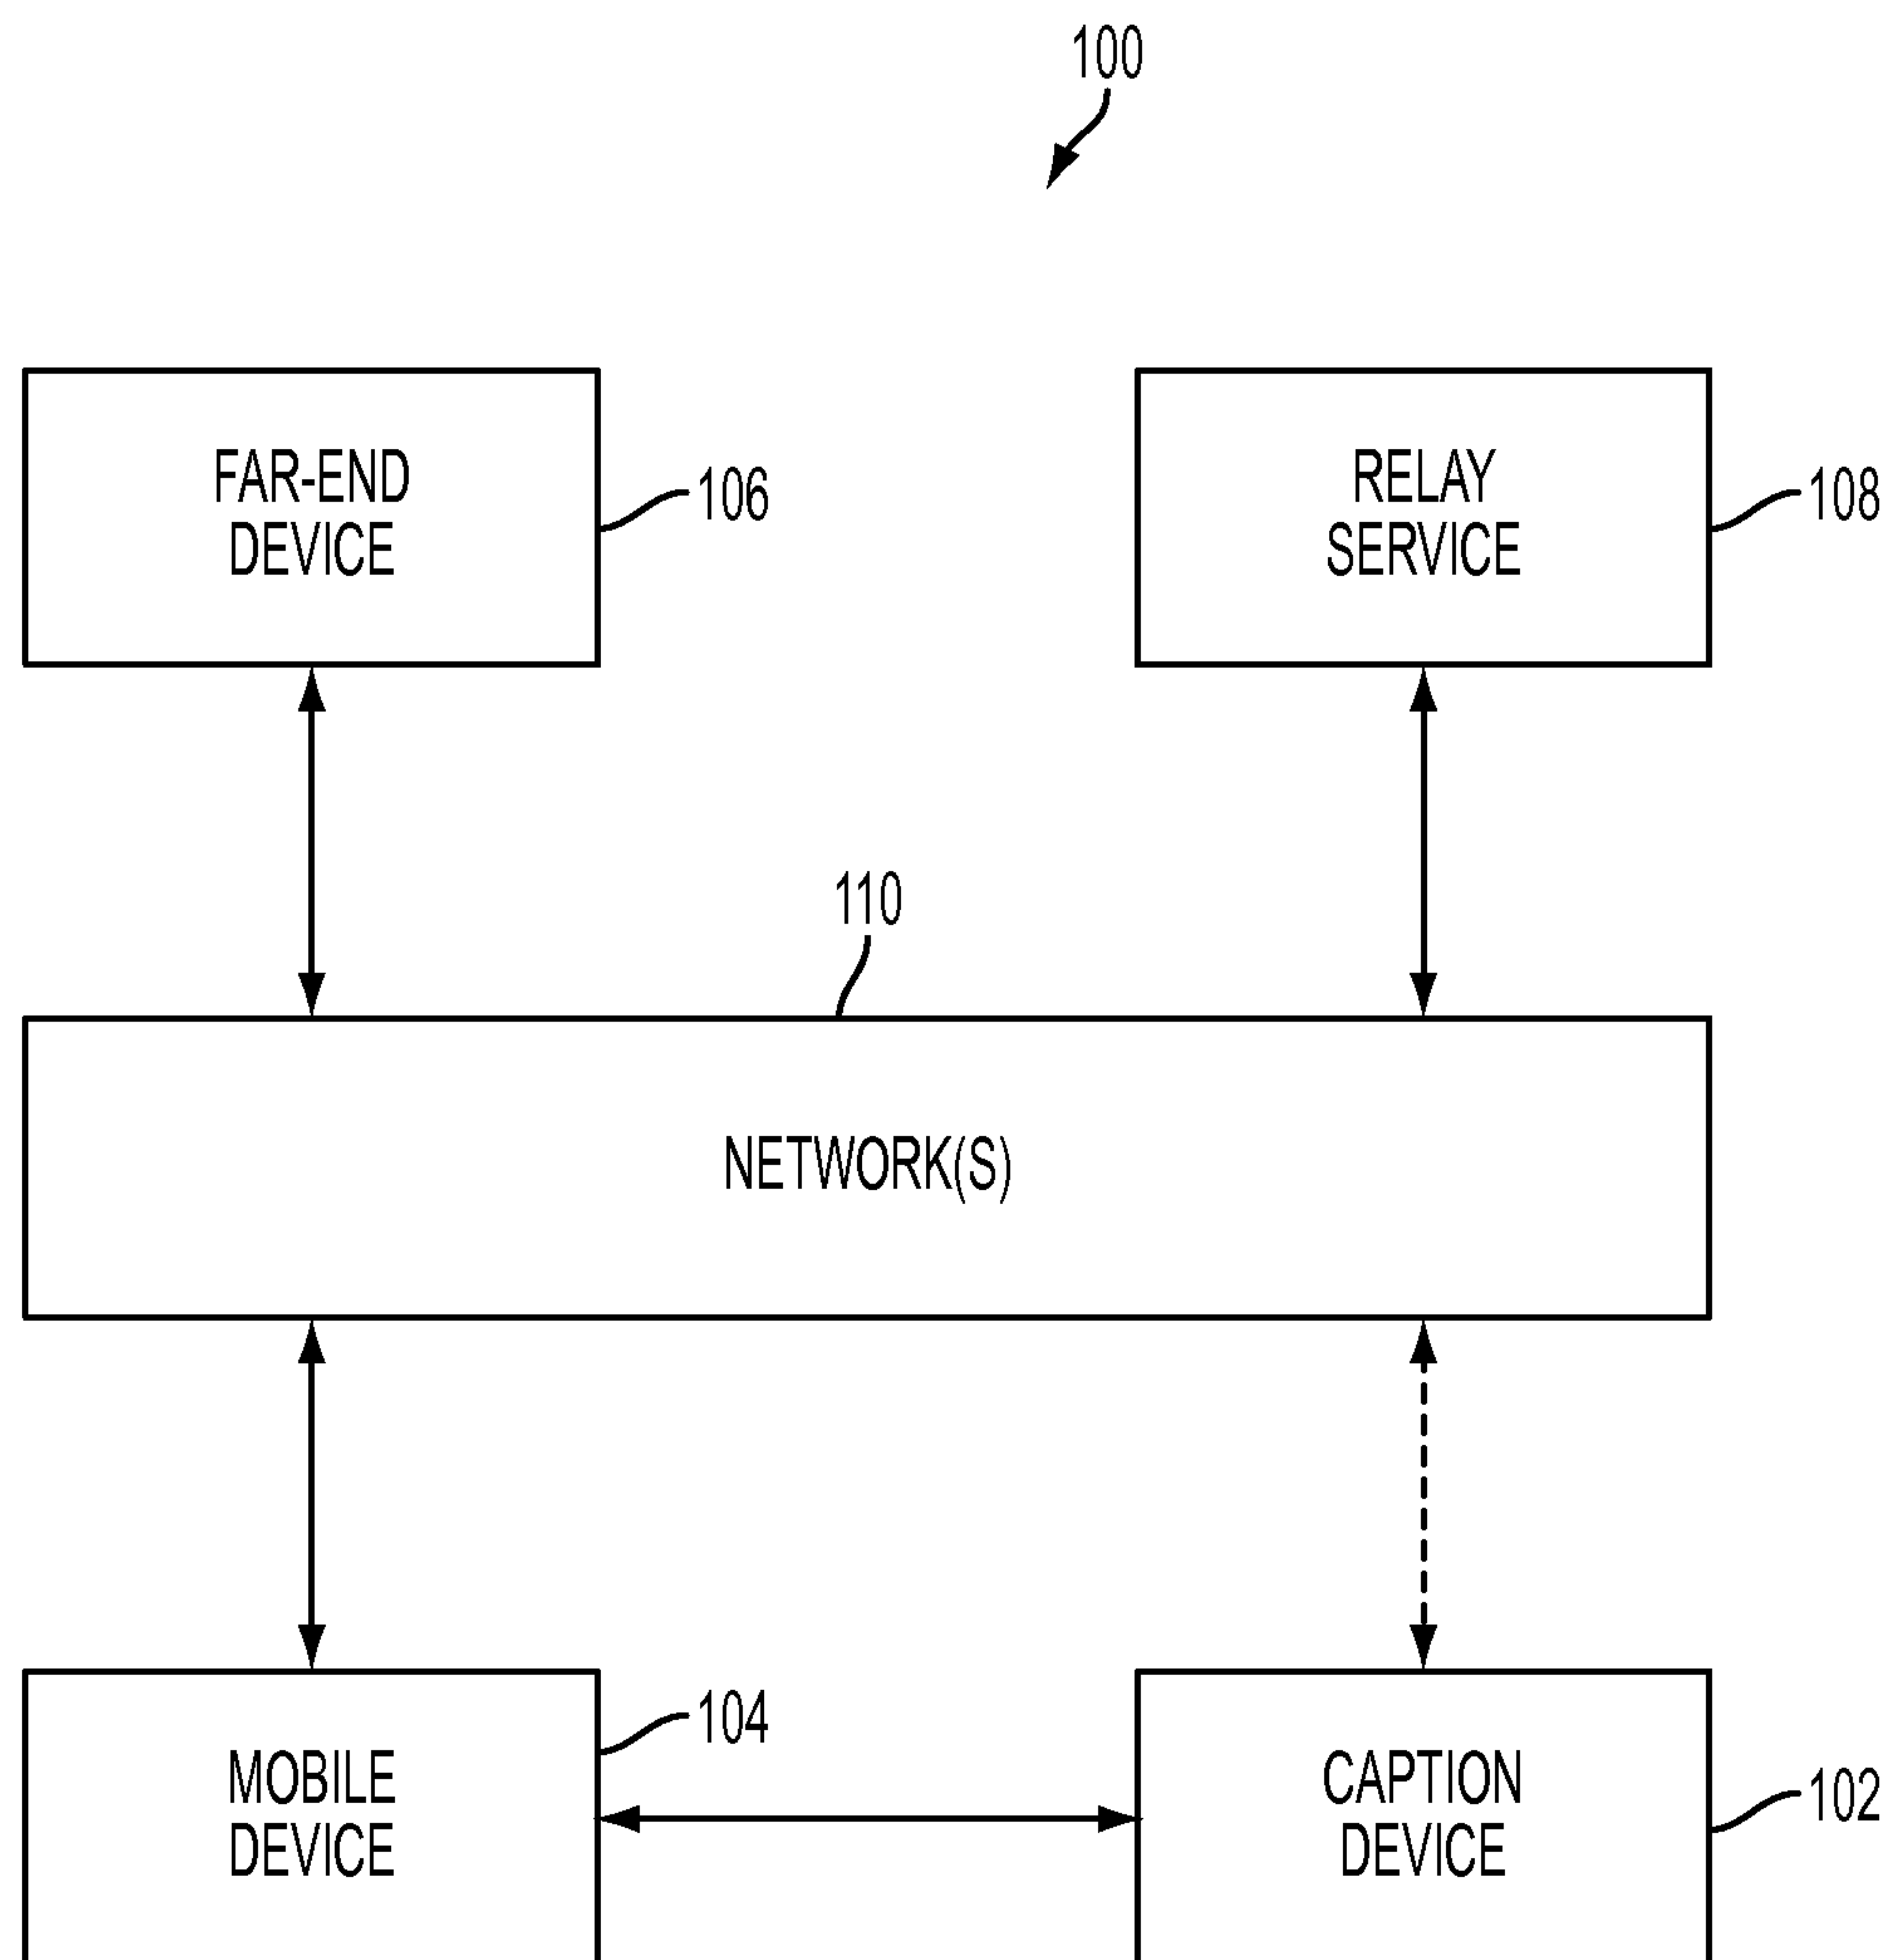 100
FAR-END
DEVICE
106
RELAY
SERVICE
108
110
NETWORK(S)
MOBILE
DEVICE
104
CAPTION
DEVICE
102